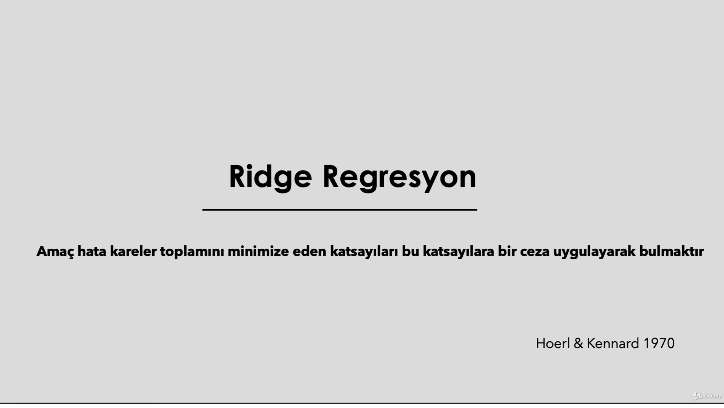 Ridge Regresyon
Amaç hata kareler toplamını minimize eden katsayıları bu katsayılara bir ceza uygulayarak bulmaktır
Hoerl & Kennard 1970